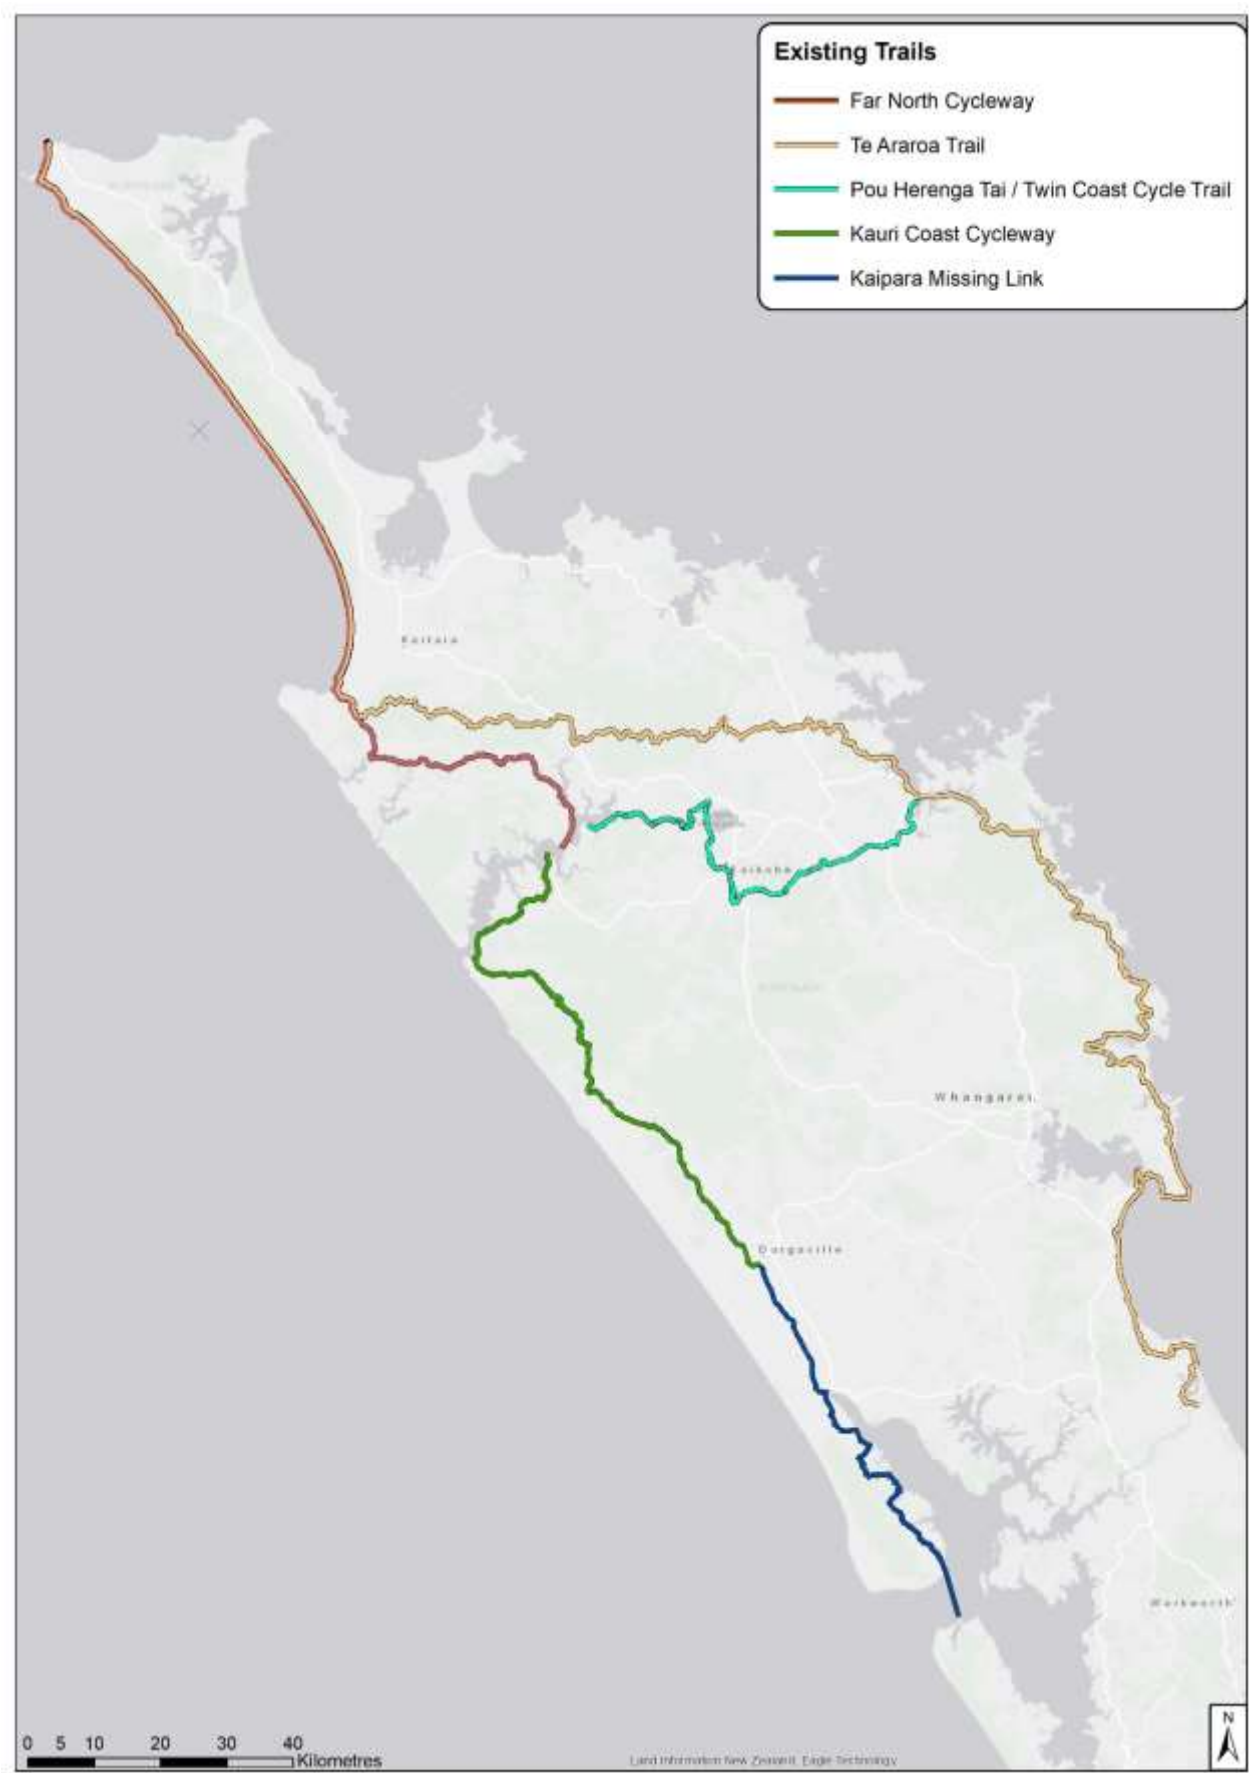 Existing Trails
Far North Cycleway
Te Araroa Trail
Pou Herenga Tai / Twin Coast Cycle Trail
Kauri Coast Cycleway
Kaipara Missing Link
Kaitaia
Kaikohe
Whangarei
Dargaville
Warkworth
0 5 10 20 30 40
Kilometres
Land Information New Zealand, Eagle Technology
N